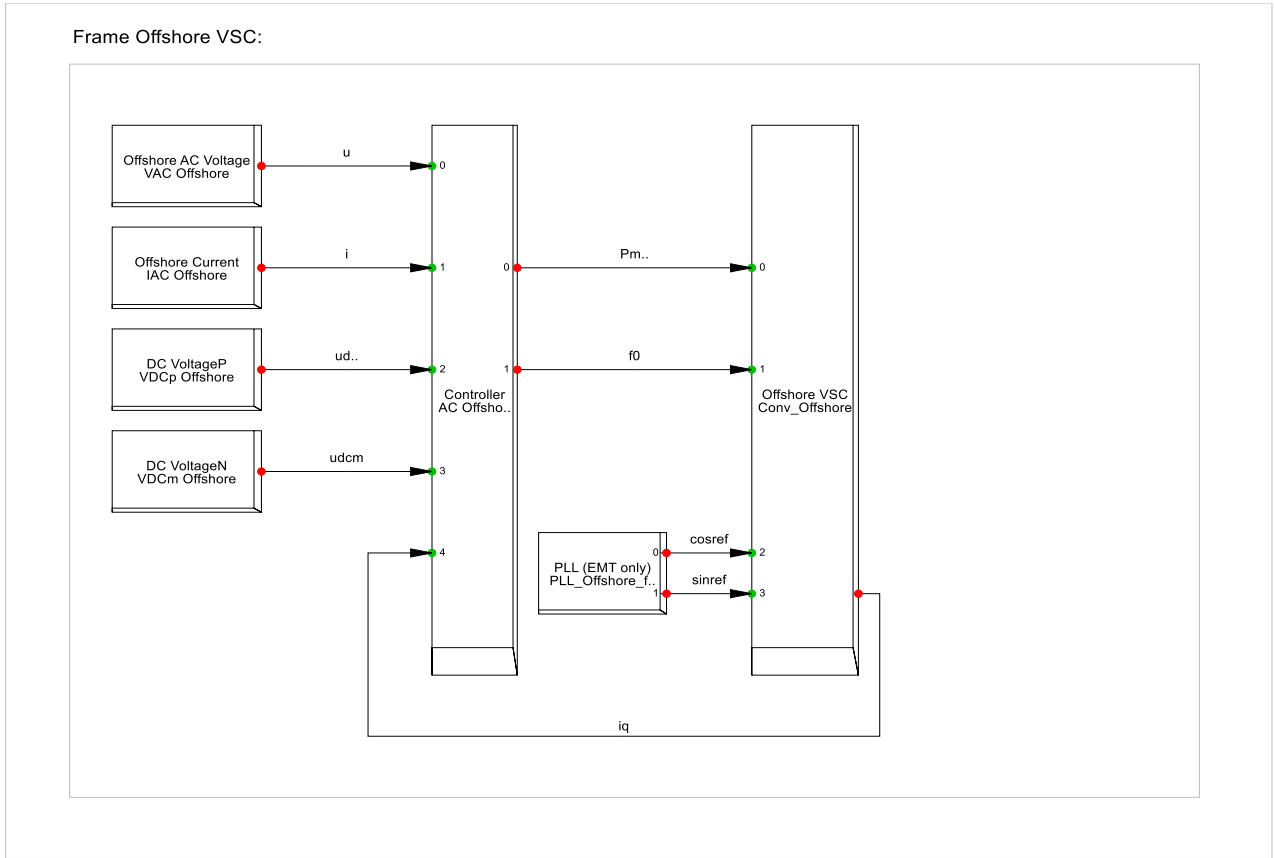 Frame Offshore VSC:
Offshore AC Voltage
VAC Offshore
u
0
Offshore Current
IAC Offshore
i
1
0
Pm..
0
DC VoltageP
VDCp Offshore
ud..
2
1
f0
1
Controller
AC Offsho..
Offshore VSC
Conv_Offshore
DC VoltageN
VDCm Offshore
udcm
3
4
PLL (EMT only)
PLL_Offshore_f..
0
1
cosref
2
sinref
3
iq